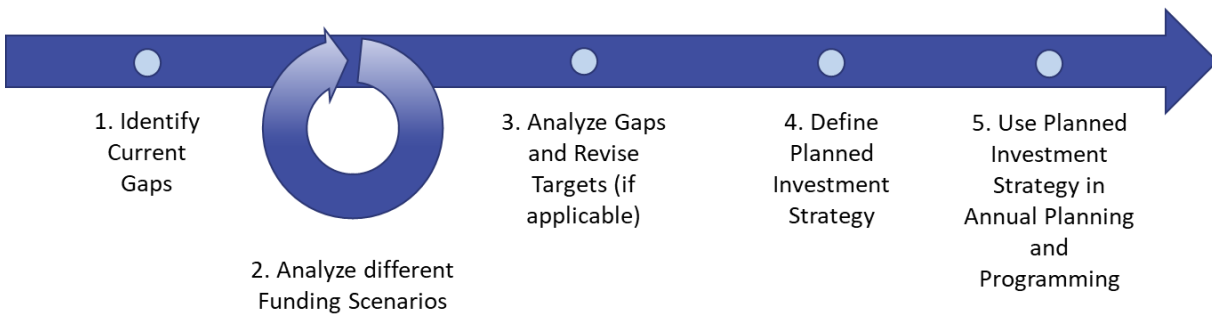 1. Identify
Current
Gaps
2. Analyze different
Funding Scenarios
3. Analyze Gaps
and Revise
Targets (if
applicable)
4. Define
Planned
Investment
Strategy
5. Use Planned
Investment
Strategy in
Annual Planning
and
Programming